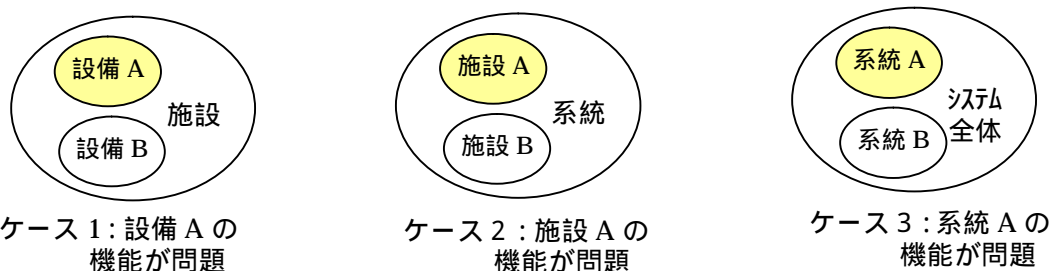 設備 A
施設
設備 B
ケース 1：設備 A の
機能が問題
施設 A
系統
施設 B
ケース 2：施設 A の
機能が問題
系統 A
ｼｽﾃﾑ
全体
系統 B
ケース 3：系統 A の
機能が問題